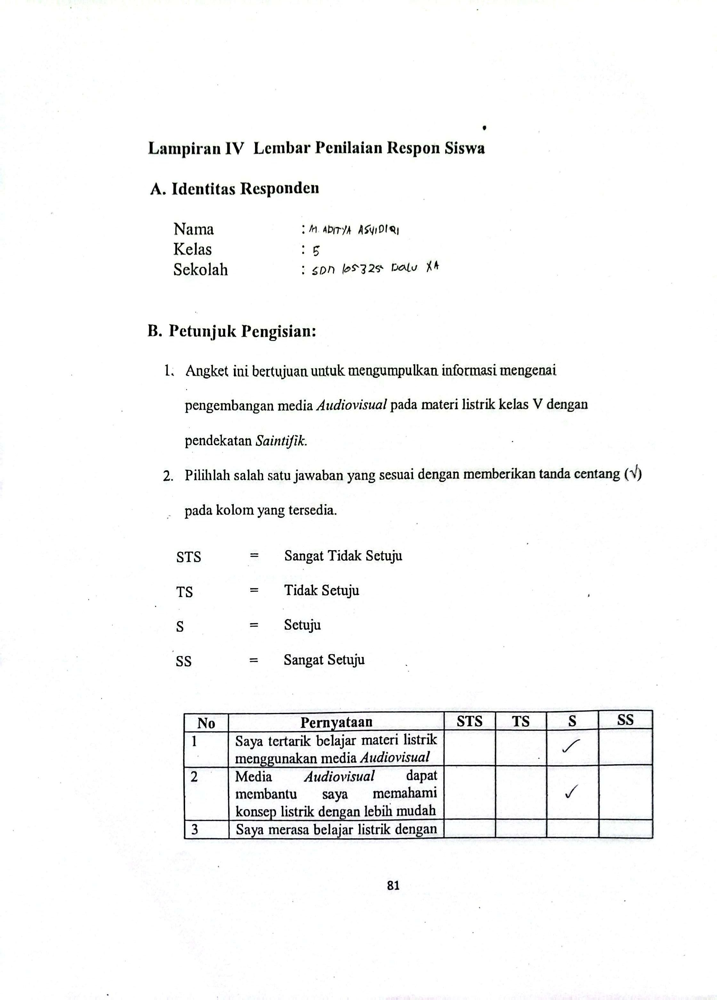 Lampiran IV Lembar Penilaian Respon Siswa
A. Identitas Responden
Nama : M. ADITYA ASYIDIQI
Kelas : 5
Sekolah : SDN 105325 Dalu XA
B. Petunjuk Pengisian:
1. Angket ini bertujuan untuk mengumpulkan informasi mengenai
pengembangan media Audiovisual pada materi listrik kelas V dengan
pendekatan Saintifik.
2. Pilihlah salah satu jawaban yang sesuai dengan memberikan tanda centang (√)
pada kolom yang tersedia.
STS = Sangat Tidak Setuju
TS = Tidak Setuju
S = Setuju
SS = Sangat Setuju
No Pernyataan STS TS S SS
1 Saya tertarik belajar materi listrik ✓
menggunakan media Audiovisual
2 Media Audiovisual dapat
membantu saya memahami ✓
konsep listrik dengan lebih mudah
3 Saya merasa belajar listrik dengan
81